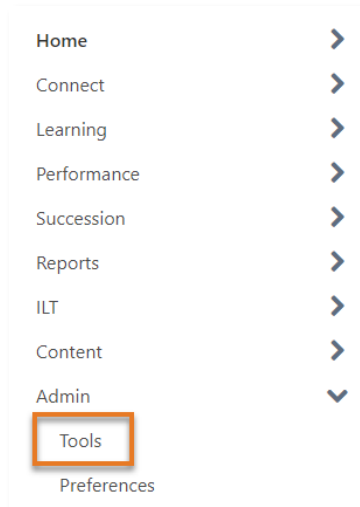 Home
Connect
Learning
Performance
Succession
Reports
ILT
Content
Admin
Tools
Preferences